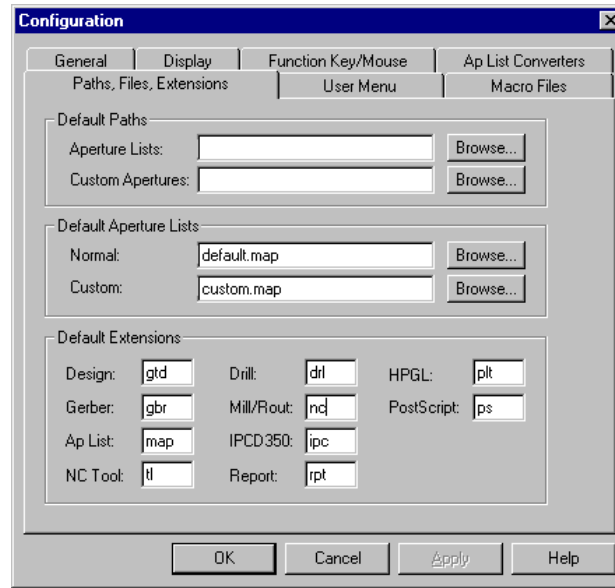 Configuration
General Display Function Key/Mouse Ap List Converters
Paths, Files, Extensions User Menu Macro Files
Default Paths
Aperture Lists: Browse...
Custom Apertures: Browse...
Default Aperture Lists
Normal: default.map Browse...
Custom: custom.map Browse...
Default Extensions
Design: gtd Drill: drl HPGL: plt
Gerber: gbr Mill/Rout: nc PostScript: ps
Ap List: map IPCD350: ipc
NC Tool: tl Report: rpt
OK Cancel Apply Help